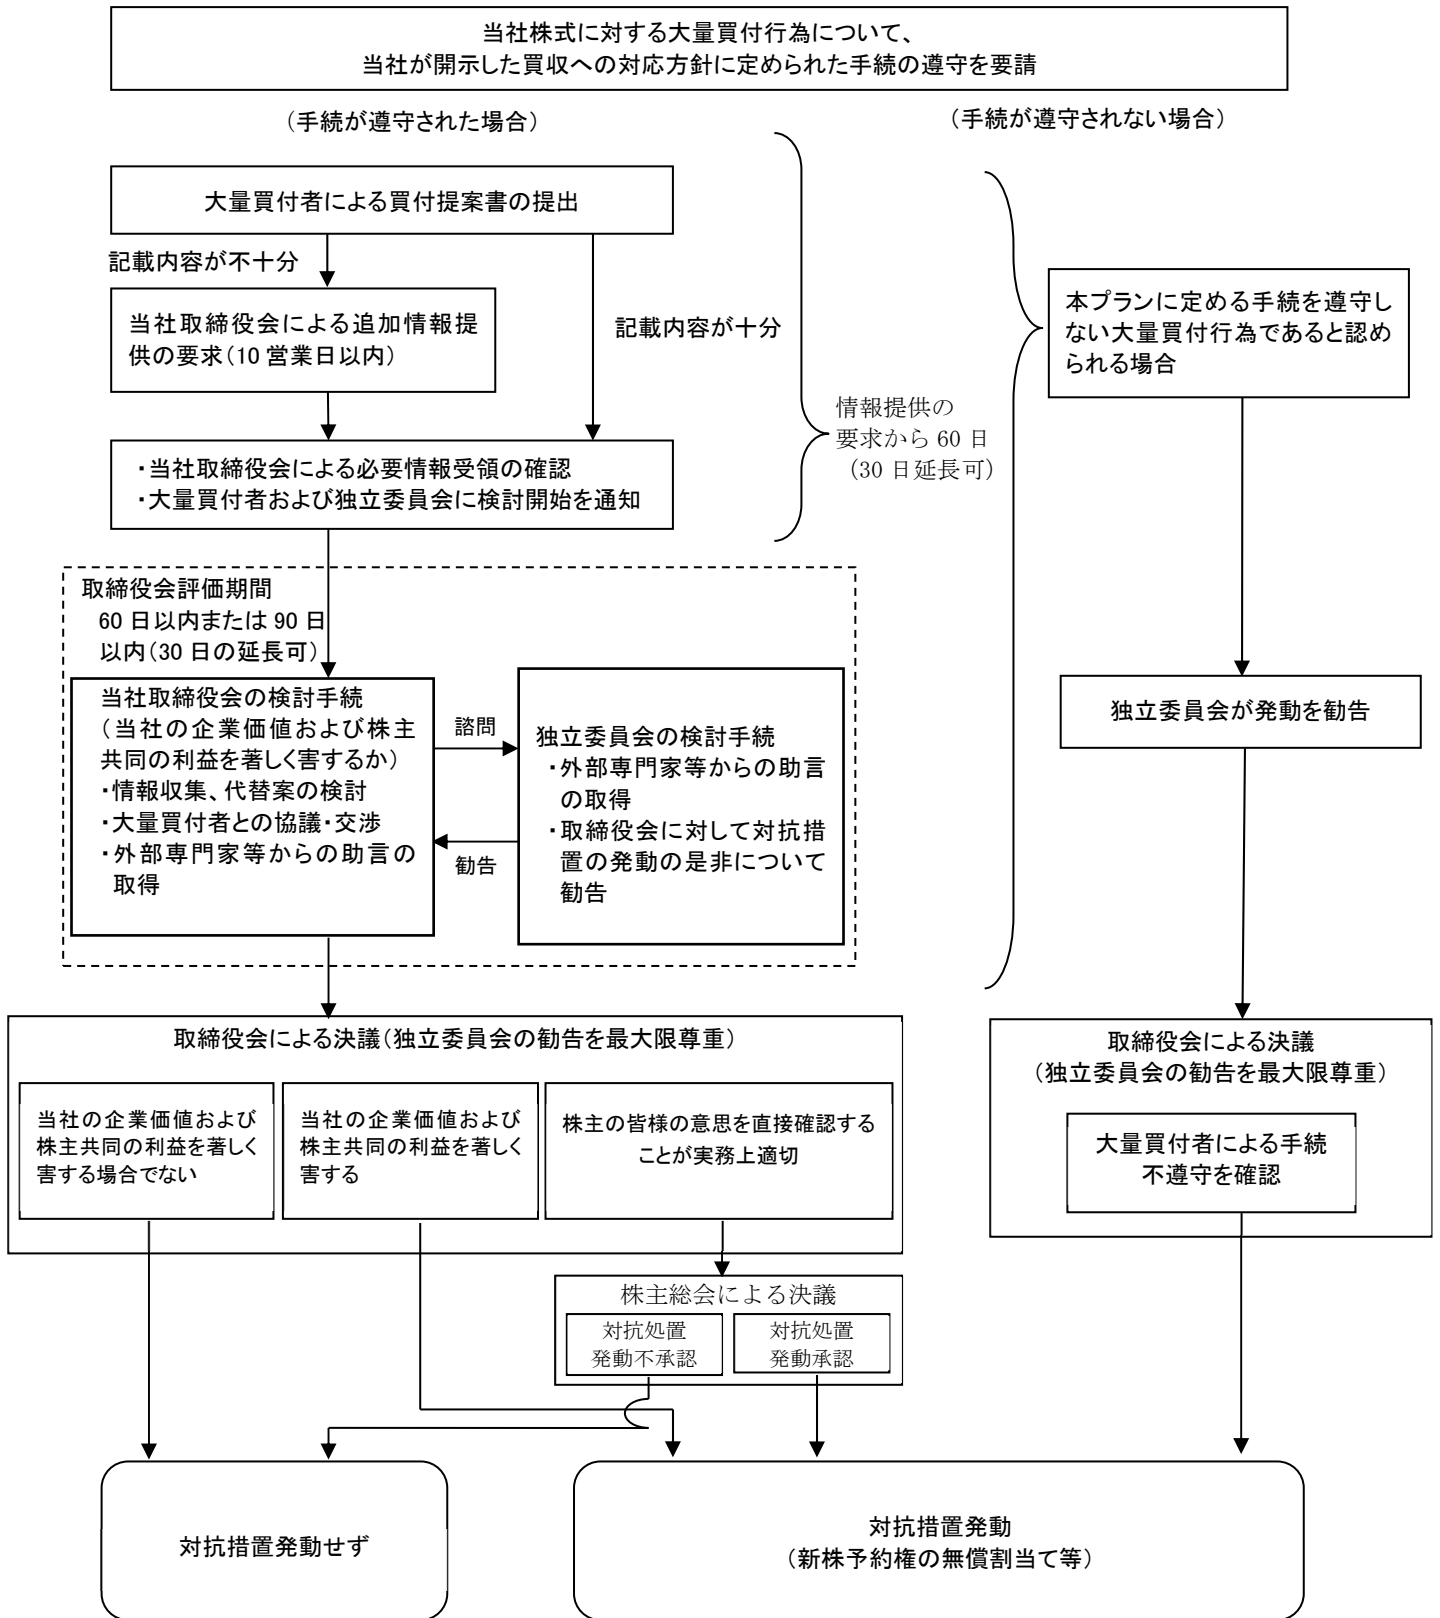 当社株式に対する大量買付行為について、
当社が開示した買収への対応方針に定められた手続の遵守を要請
（手続が遵守された場合）
（手続が遵守されない場合）
大量買付者による買付提案書の提出
記載内容が不十分
当社取締役会による追加情報提
供の要求（10 営業日以内）
記載内容が十分
・当社取締役会による必要情報受領の確認
・大量買付者および独立委員会に検討開始を通知
情報提供の
要求から 60 日
（30 日延長可）
本プランに定める手続を遵守し
ない大量買付行為であると認め
られる場合
取締役会評価期間
60 日以内または 90 日
以内（30 日の延長可）
当社取締役会の検討手続
（当社の企業価値および株主
共同の利益を著しく害するか）
・情報収集、代替案の検討
・大量買付者との協議・交渉
・外部専門家等からの助言の
取得
諮問
勧告
独立委員会の検討手続
・外部専門家等からの助言
の取得
・取締役会に対して対抗措
置の発動の是非について
勧告
独立委員会が発動を勧告
取締役会による決議（独立委員会の勧告を最大限尊重）
当社の企業価値および
株主共同の利益を著しく
害する場合でない
当社の企業価値および
株主共同の利益を著しく
害する
株主の皆様の意思を直接確認する
ことが実務上適切
取締役会による決議
（独立委員会の勧告を最大限尊重）
大量買付者による手続
不遵守を確認
株主総会による決議
対抗処置
発動不承認
対抗処置
発動承認
対抗措置発動せず
対抗措置発動
（新株予約権の無償割当て等）